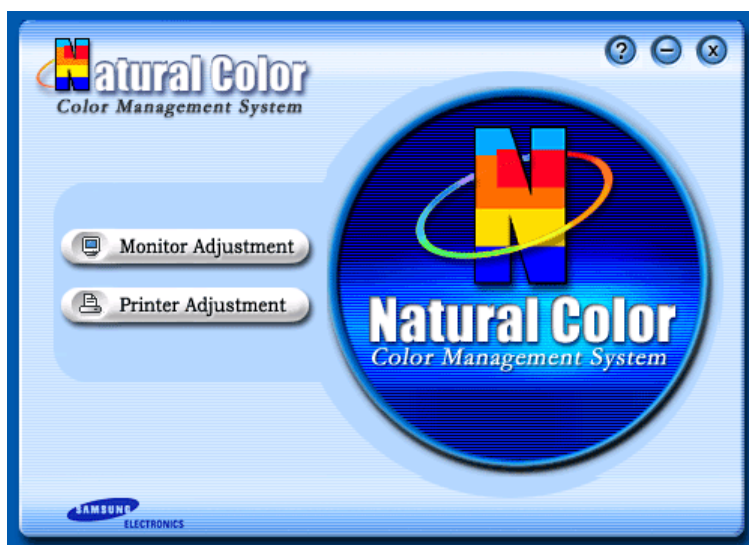 Natural Color
Color Management System
?
x
Monitor Adjustment
Printer Adjustment
N
Natural Color
Color Management System
SAMSUNG
ELECTRONICS